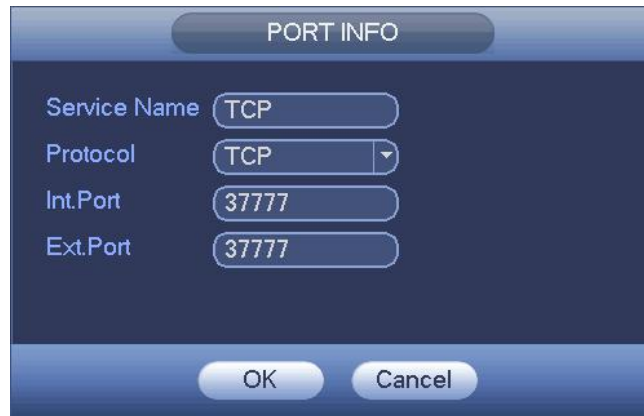 PORT INFO
Service Name TCP
Protocol TCP
Int.Port 37777
Ext.Port 37777
OK Cancel